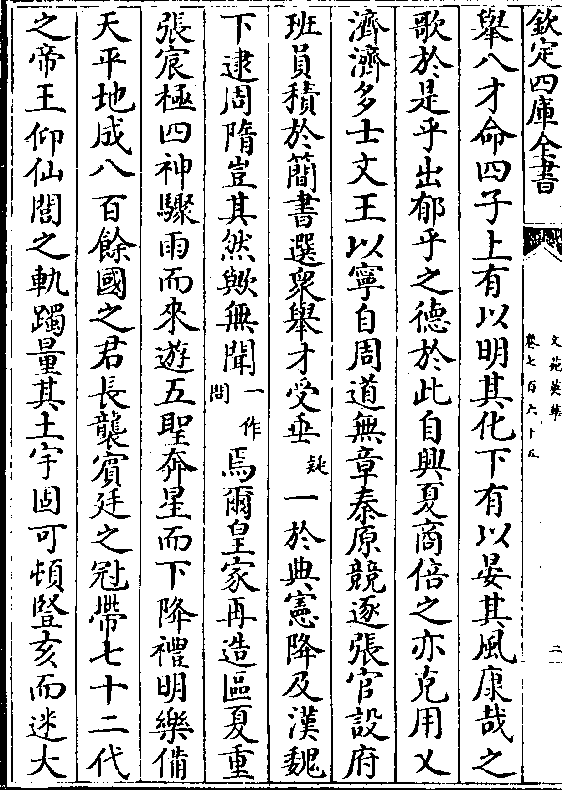 欽定四庫全書
文苑英華
卷七百六十五
二
舉八才命四子上有以明其化下有以晏其風康哉之
歌於是乎出郁乎之德於此自興夏商倍之亦克用乂
濟濟多士文王以寧自周道無章秦原競逐張官設府
班員積於簡書選衆舉才受垂缺一於典憲降及漢魏
下逮周隋豈其然歟無聞一作間焉爾皇家再造區夏重
張宸極四神驟雨而來遊五聖奔星而下降禮明樂備
天平地成八百餘國之君長襲賓廷之冠帶七十二代
之帝王仰仙閭之軌躅量其土宇固可頓豎亥而迷大